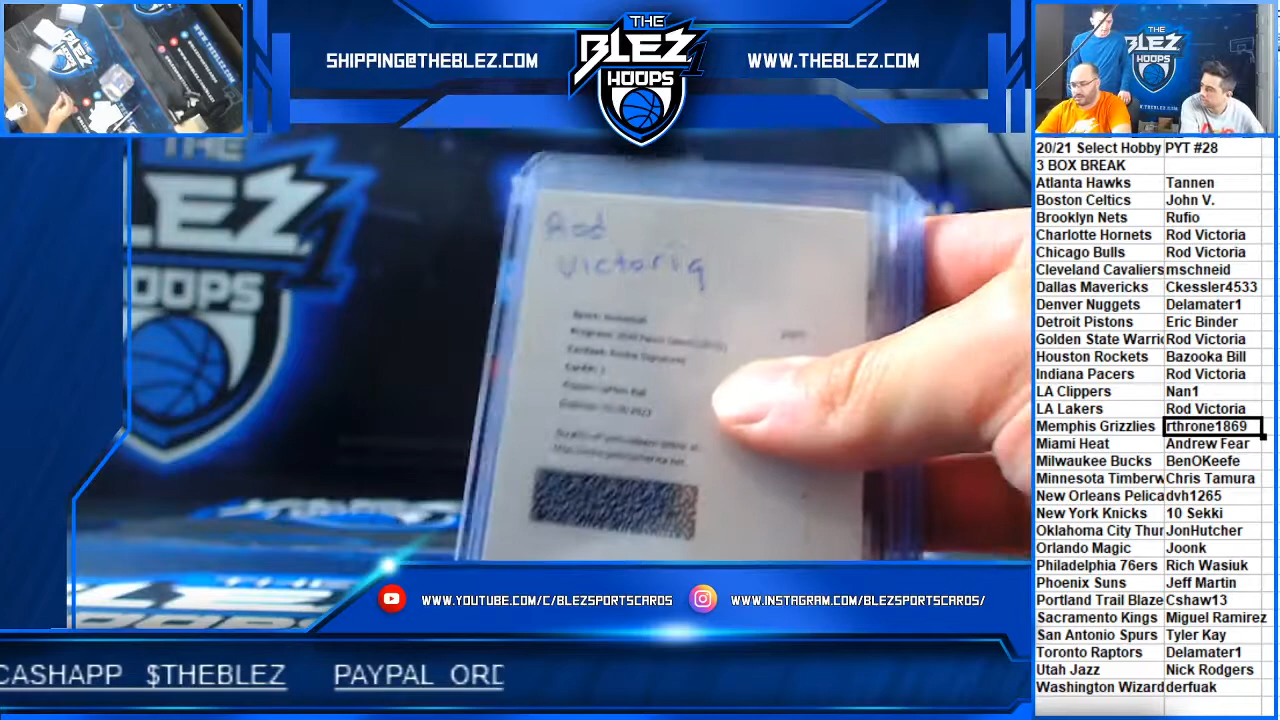 SHIPPING@THEBLEZ.COM
THE
BLEZ
1
HOOPS
WWW.THEBLEZ.COM
THE
BLEZ
1
HOOPS
Rod
Victoria
20/21 Select Hobby PYT #28
3 BOX BREAK
Atlanta Hawks Tannen
Boston Celtics John V.
Brooklyn Nets Rufio
Charlotte Hornets Rod Victoria
Chicago Bulls Rod Victoria
Cleveland Cavaliers mschneid
Dallas Mavericks Ckessler4533
Denver Nuggets Delamater1
Detroit Pistons Eric Binder
Golden State Warric Rod Victoria
Houston Rockets Bazooka Bill
Indiana Pacers Rod Victoria
LA Clippers Nan1
LA Lakers Rod Victoria
Memphis Grizzlies rthrone1869
Miami Heat Andrew Fear
Milwaukee Bucks BenOKeefe
Minnesota Timberw Chris Tamura
New Orleans Pelica dvh1265
New York Knicks 10 Sekki
Oklahoma City Thur JonHutcher
Orlando Magic Joonk
Philadelphia 76ers Rich Wasiuk
Phoenix Suns Jeff Martin
Portland Trail Blaze Cshaw13
Sacramento Kings Miguel Ramirez
San Antonio Spurs Tyler Kay
Toronto Raptors Delamater1
Utah Jazz Nick Rodgers
Washington Wizard derfuak
WWW.YOUTUBE.COM/C/BLEZSPORTSCARDS
WWW.INSTAGRAM.COM/BLEZSPORTSCARDS/
CASHAPP $THEBLEZ PAYPAL ORD